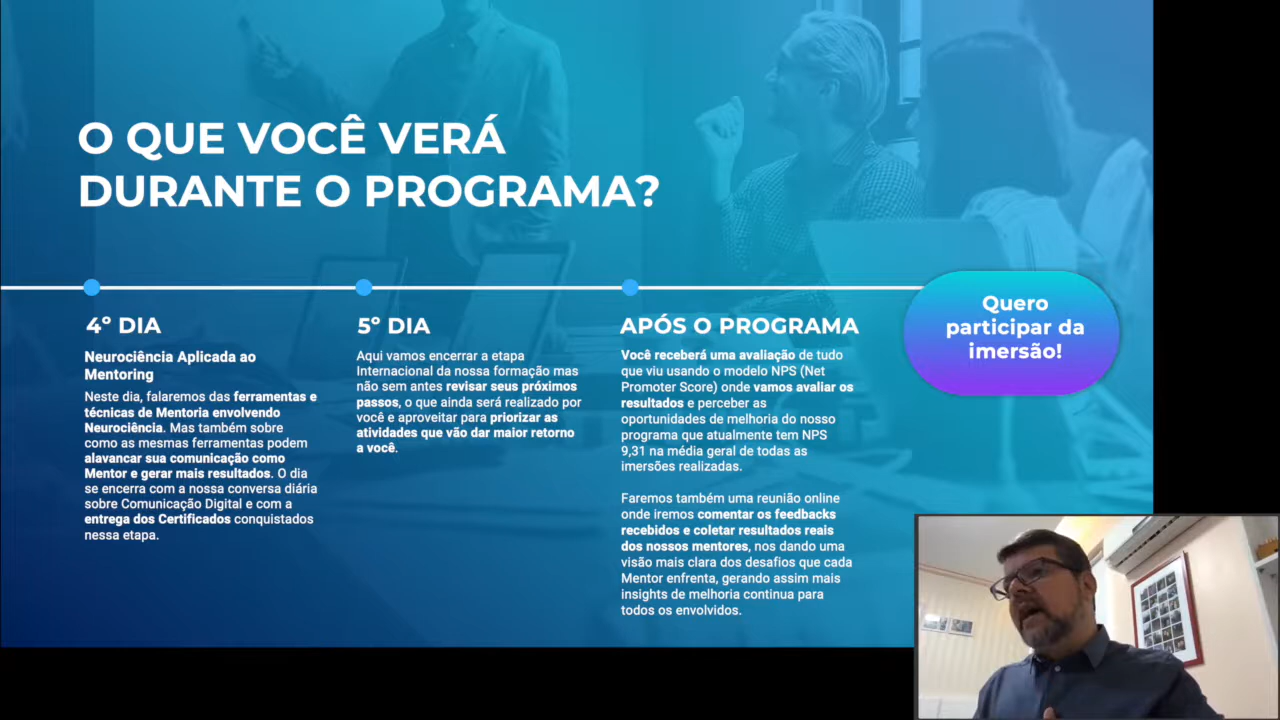 O QUE VOCÊ VERÁ
DURANTE O PROGRAMA?
4º DIA
Neurociência Aplicada ao
Mentoring
Neste dia, falaremos das ferramentas e
técnicas de Mentoria envolvendo
Neurociência. Mas também sobre
como as mesmas ferramentas podem
alavancar sua comunicação como
Mentor e gerar mais resultados. O dia
se encerra com a nossa conversa diária
sobre Comunicação Digital e com a
entrega dos Certificados conquistados
nessa etapa.
5º DIA
Aqui vamos encerrar a etapa
Internacional da nossa formação mas
não sem antes revisar seus próximos
passos, o que ainda será realizado por
você e aproveitar para priorizar as
atividades que vão dar maior retorno
a você.
APÓS O PROGRAMA
Você receberá uma avaliação de tudo
que viu usando o modelo NPS (Net
Promoter Score) onde vamos avaliar os
resultados e perceber as
oportunidades de melhoria do nosso
programa que atualmente tem NPS
9,31 na média geral de todas as
imersões realizadas.
Faremos também uma reunião online
onde iremos comentar os feedbacks
recebidos e coletar resultados reais
dos nossos mentores, nos dando uma
visão mais clara dos desafios que cada
Mentor enfrenta, gerando assim mais
insights de melhoria continua para
todos os envolvidos.
Quero
participar da
imersão!